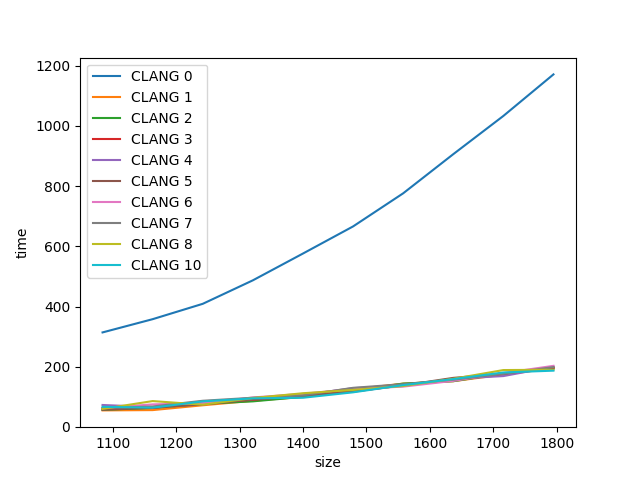 1200
1000
800
600
400
200
0
time
CLANG 0
CLANG 1
CLANG 2
CLANG 3
CLANG 4
CLANG 5
CLANG 6
CLANG 7
CLANG 8
CLANG 10
1100 1200 1300 1400 1500 1600 1700 1800
size